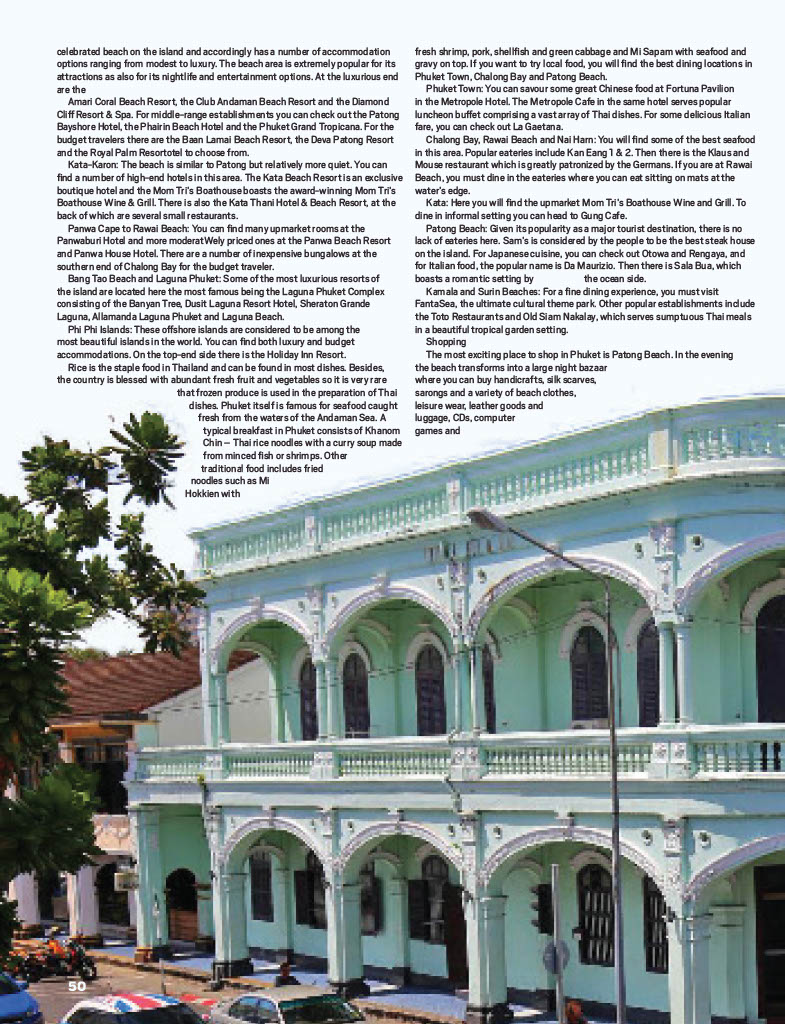 celebrated beach on the island and accordingly has a number of accommodation
options ranging from modest to luxury. The beach area is extremely popular for its
attractions as also for its nightlife and entertainment options. At the luxurious end
are the
Amari Coral Beach Resort, the Club Andaman Beach Resort and the Diamond
Cliff Resort & Spa. For middle-range establishments you can check out the Patong
Bayshore Hotel, the Phairin Beach Hotel and the Phuket Grand Tropicana. For the
budget travelers there are the Baan Lamai Beach Resort, the Deva Patong Resort
and the Royal Palm Resortotel to choose from.
Kata-Karon: The beach is similar to Patong but relatively more quiet. You can
find a number of high-end hotels in this area. The Kata Beach Resort is an exclusive
boutique hotel and the Mom Tri's Boathouse boasts the award-winning Mom Tri's
Boathouse Wine & Grill. There is also the Kata Thani Hotel & Beach Resort, at the
back of which are several small restaurants.
Panwa Cape to Rawai Beach: You can find many upmarket rooms at the
Panwaburi Hotel and more moderatWely priced ones at the Panwa Beach Resort
and Panwa House Hotel. There are a number of inexpensive bungalows at the
southern end of Chalong Bay for the budget traveler.
Bang Tao Beach and Laguna Phuket: Some of the most luxurious resorts of
the island are located here the most famous being the Laguna Phuket Complex
consisting of the Banyan Tree, Dusit Laguna Resort Hotel, Sheraton Grande
Laguna, Allamanda Laguna Phuket and Laguna Beach.
Phi Phi Islands: These offshore islands are considered to be among the
most beautiful islands in the world. You can find both luxury and budget
accommodations. On the top-end side there is the Holiday Inn Resort.
Rice is the staple food in Thailand and can be found in most dishes. Besides,
the country is blessed with abundant fresh fruit and vegetables so it is very rare
that frozen produce is used in the preparation of Thai
dishes. Phuket itself is famous for seafood caught
fresh from the waters of the Andaman Sea. A
typical breakfast in Phuket consists of Khanom
Chin – Thai rice noodles with a curry soup made
from minced fish or shrimps. Other
traditional food includes fried
noodles such as Mi
Hokkien with
fresh shrimp, pork, shellfish and green cabbage and Mi Sapam with seafood and
gravy on top. If you want to try local food, you will find the best dining locations in
Phuket Town, Chalong Bay and Patong Beach.
Phuket Town: You can savour some great Chinese food at Fortuna Pavilion
in the Metropole Hotel. The Metropole Cafe in the same hotel serves popular
luncheon buffet comprising a vast array of Thai dishes. For some delicious Italian
fare, you can check out La Gaetana.
Chalong Bay, Rawai Beach and Nai Harn: You will find some of the best seafood
in this area. Popular eateries include Kan Eang 1 & 2. Then there is the Klaus and
Mouse restaurant which is greatly patronized by the Germans. If you are at Rawai
Beach, you must dine in the eateries where you can eat sitting on mats at the
water's edge.
Kata: Here you will find the upmarket Mom Tri's Boathouse Wine and Grill. To
dine in informal setting you can head to Gung Cafe.
Patong Beach: Given its popularity as a major tourist destination, there is no
lack of eateries here. Sam's is considered by the people to be the best steak house
on the island. For Japanese cuisine, you can check out Otowa and Rengaya, and
for Italian food, the popular name is Da Maurizio. Then there is Sala Bua, which
boasts a romantic setting by the ocean side.
Kamala and Surin Beaches: For a fine dining experience, you must visit
FantaSea, the ultimate cultural theme park. Other popular establishments include
the Toto Restaurants and Old Siam Nakalay, which serves sumptuous Thai meals
in a beautiful tropical garden setting.
Shopping
The most exciting place to shop in Phuket is Patong Beach. In the evening
the beach transforms into a large night bazaar
where you can buy handicrafts, silk scarves,
sarongs and a variety of beach clothes,
leisure wear, leather goods and
luggage, CDs, computer
games and
50